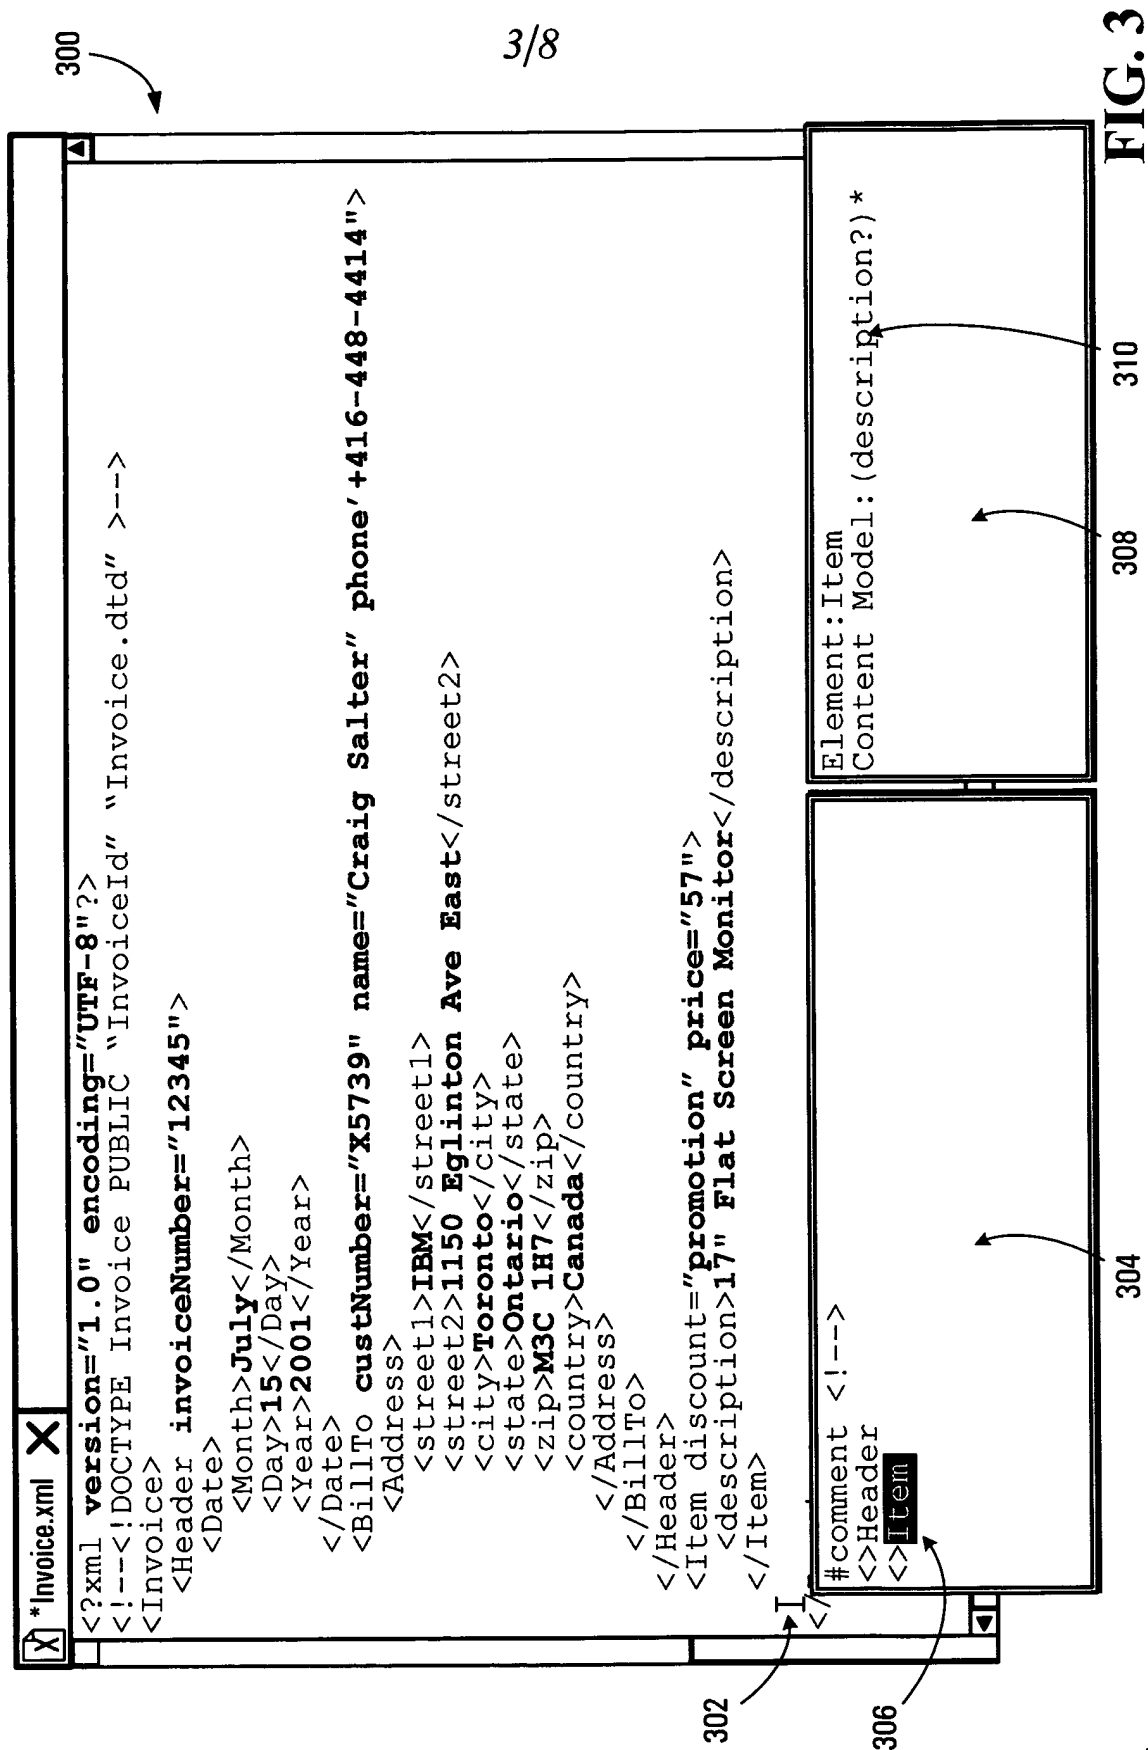 3/8
300
*Invoice.xml X
<?xml version="1.0" encoding="UTF-8"?>
<!--<!DOCTYPE Invoice PUBLIC "InvoiceId" "Invoice.dtd" >-->
<Invoice>
<Header invoiceNumber="12345">
<Date>
<Month>July</Month>
<Day>15</Day>
<Year>2001</Year>
</Date>
<BillTo custNumber="X5739" name="Craig Salter" phone'+416-448-4414">
<Address>
<street1>IBM</street1>
<street2>1150 Eglinton Ave East</street2>
<city>Toronto</city>
<state>Ontario</state>
<zip>M3C 1H7</zip>
<country>Canada</country>
</Address>
</BillTo>
</Header>
<Item discount="promotion" price="57">
<description>17" Flat Screen Monitor</description>
</Item>
</
302
#comment <!-->
<>Header
<>Item
306
304
Element:Item
Content Model:(description?)*
308
310
FIG. 3